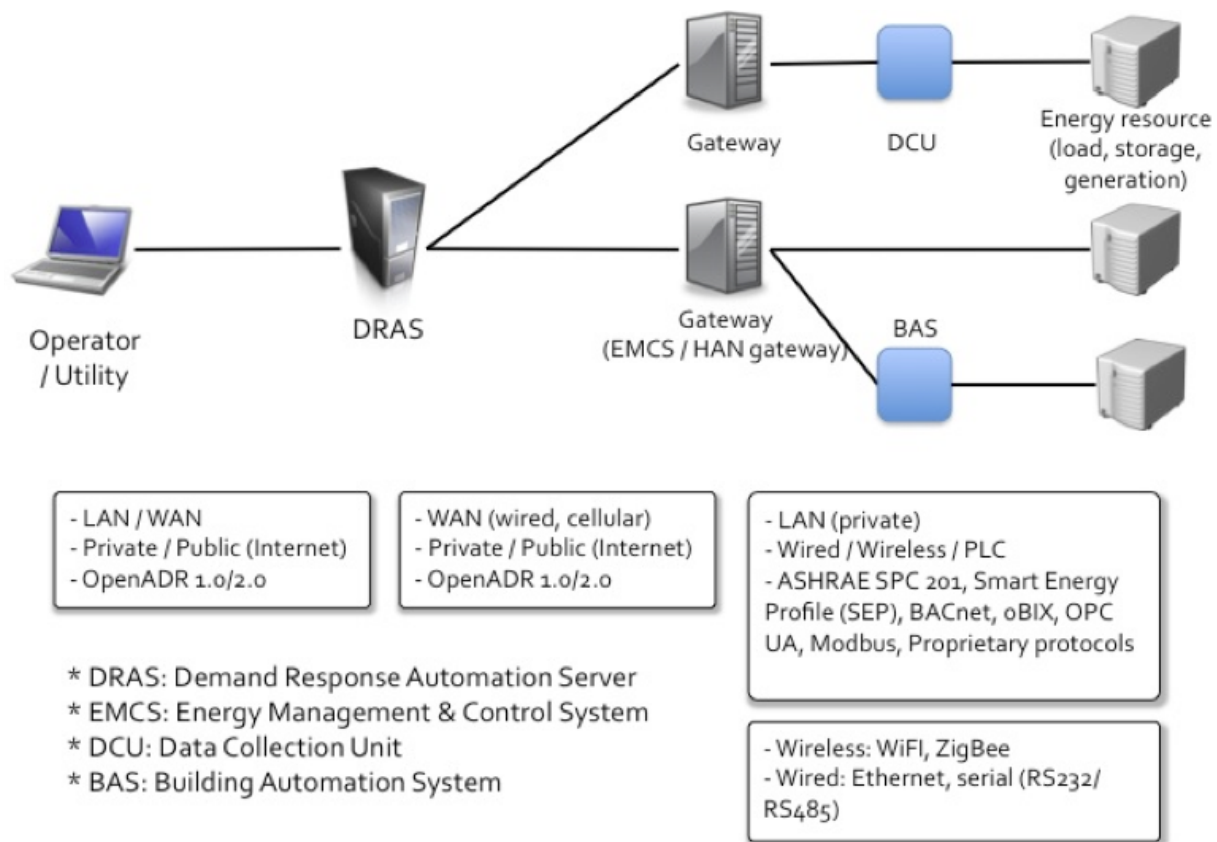 Gateway
DCU
Energy resource
(load, storage,
generation)
Operator
/ Utility
DRAS
Gateway
(EMCS / HAN gateway)
BAS
- LAN / WAN
- Private / Public (Internet)
- OpenADR 1.0/2.0
- WAN (wired, cellular)
- Private / Public (Internet)
- OpenADR 1.0/2.0
- LAN (private)
- Wired / Wireless / PLC
- ASHRAE SPC 201, Smart Energy
Profile (SEP), BACnet, oBIX, OPC
UA, Modbus, Proprietary protocols
* DRAS: Demand Response Automation Server
* EMCS: Energy Management & Control System
* DCU: Data Collection Unit
* BAS: Building Automation System
- Wireless: WiFI, ZigBee
- Wired: Ethernet, serial (RS232/
RS485)